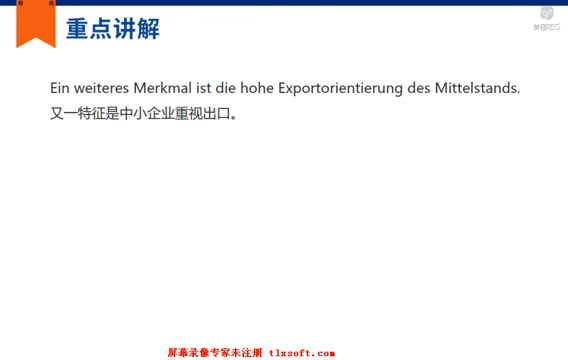 重点讲解
Ein weiteres Merkmal ist die hohe Exportorientierung des Mittelstands.
又一特征是中小企业重视出口。
屏幕录像专家未注册 tlxsoft.com